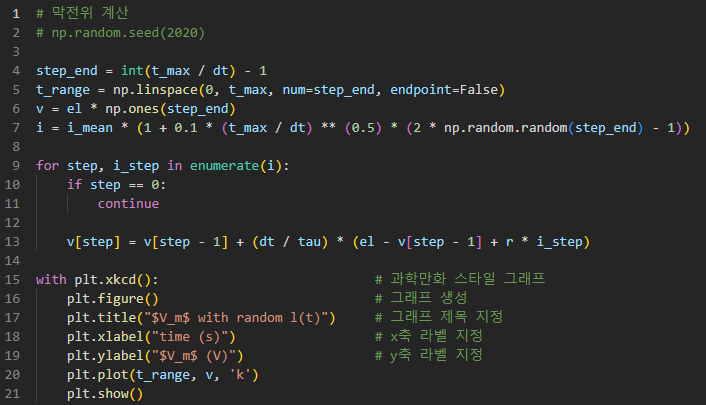 1 # 막전위 계산
2 # np.random.seed(2020)
3
4 step_end = int(t_max / dt) - 1
5 t_range = np.linspace(0, t_max, num=step_end, endpoint=False)
6 v = el * np.ones(step_end)
7 i = i_mean * (1 + 0.1 * (t_max / dt) ** (0.5) * (2 * np.random.random(step_end) - 1))
8
9 for step, i_step in enumerate(i):
10     if step == 0:
11         continue
12
13     v[step] = v[step - 1] + (dt / tau) * (el - v[step - 1] + r * i_step)
14
15 with plt.xkcd():                            # 과학만화 스타일 그래프
16     plt.figure()                            # 그래프 생성
17     plt.title("$V_m$ with random l(t)")     # 그래프 제목 지정
18     plt.xlabel("time (s)")                  # x축 라벨 지정
19     plt.ylabel("$V_m$ (V)")                 # y축 라벨 지정
20     plt.plot(t_range, v, 'k')
21     plt.show()